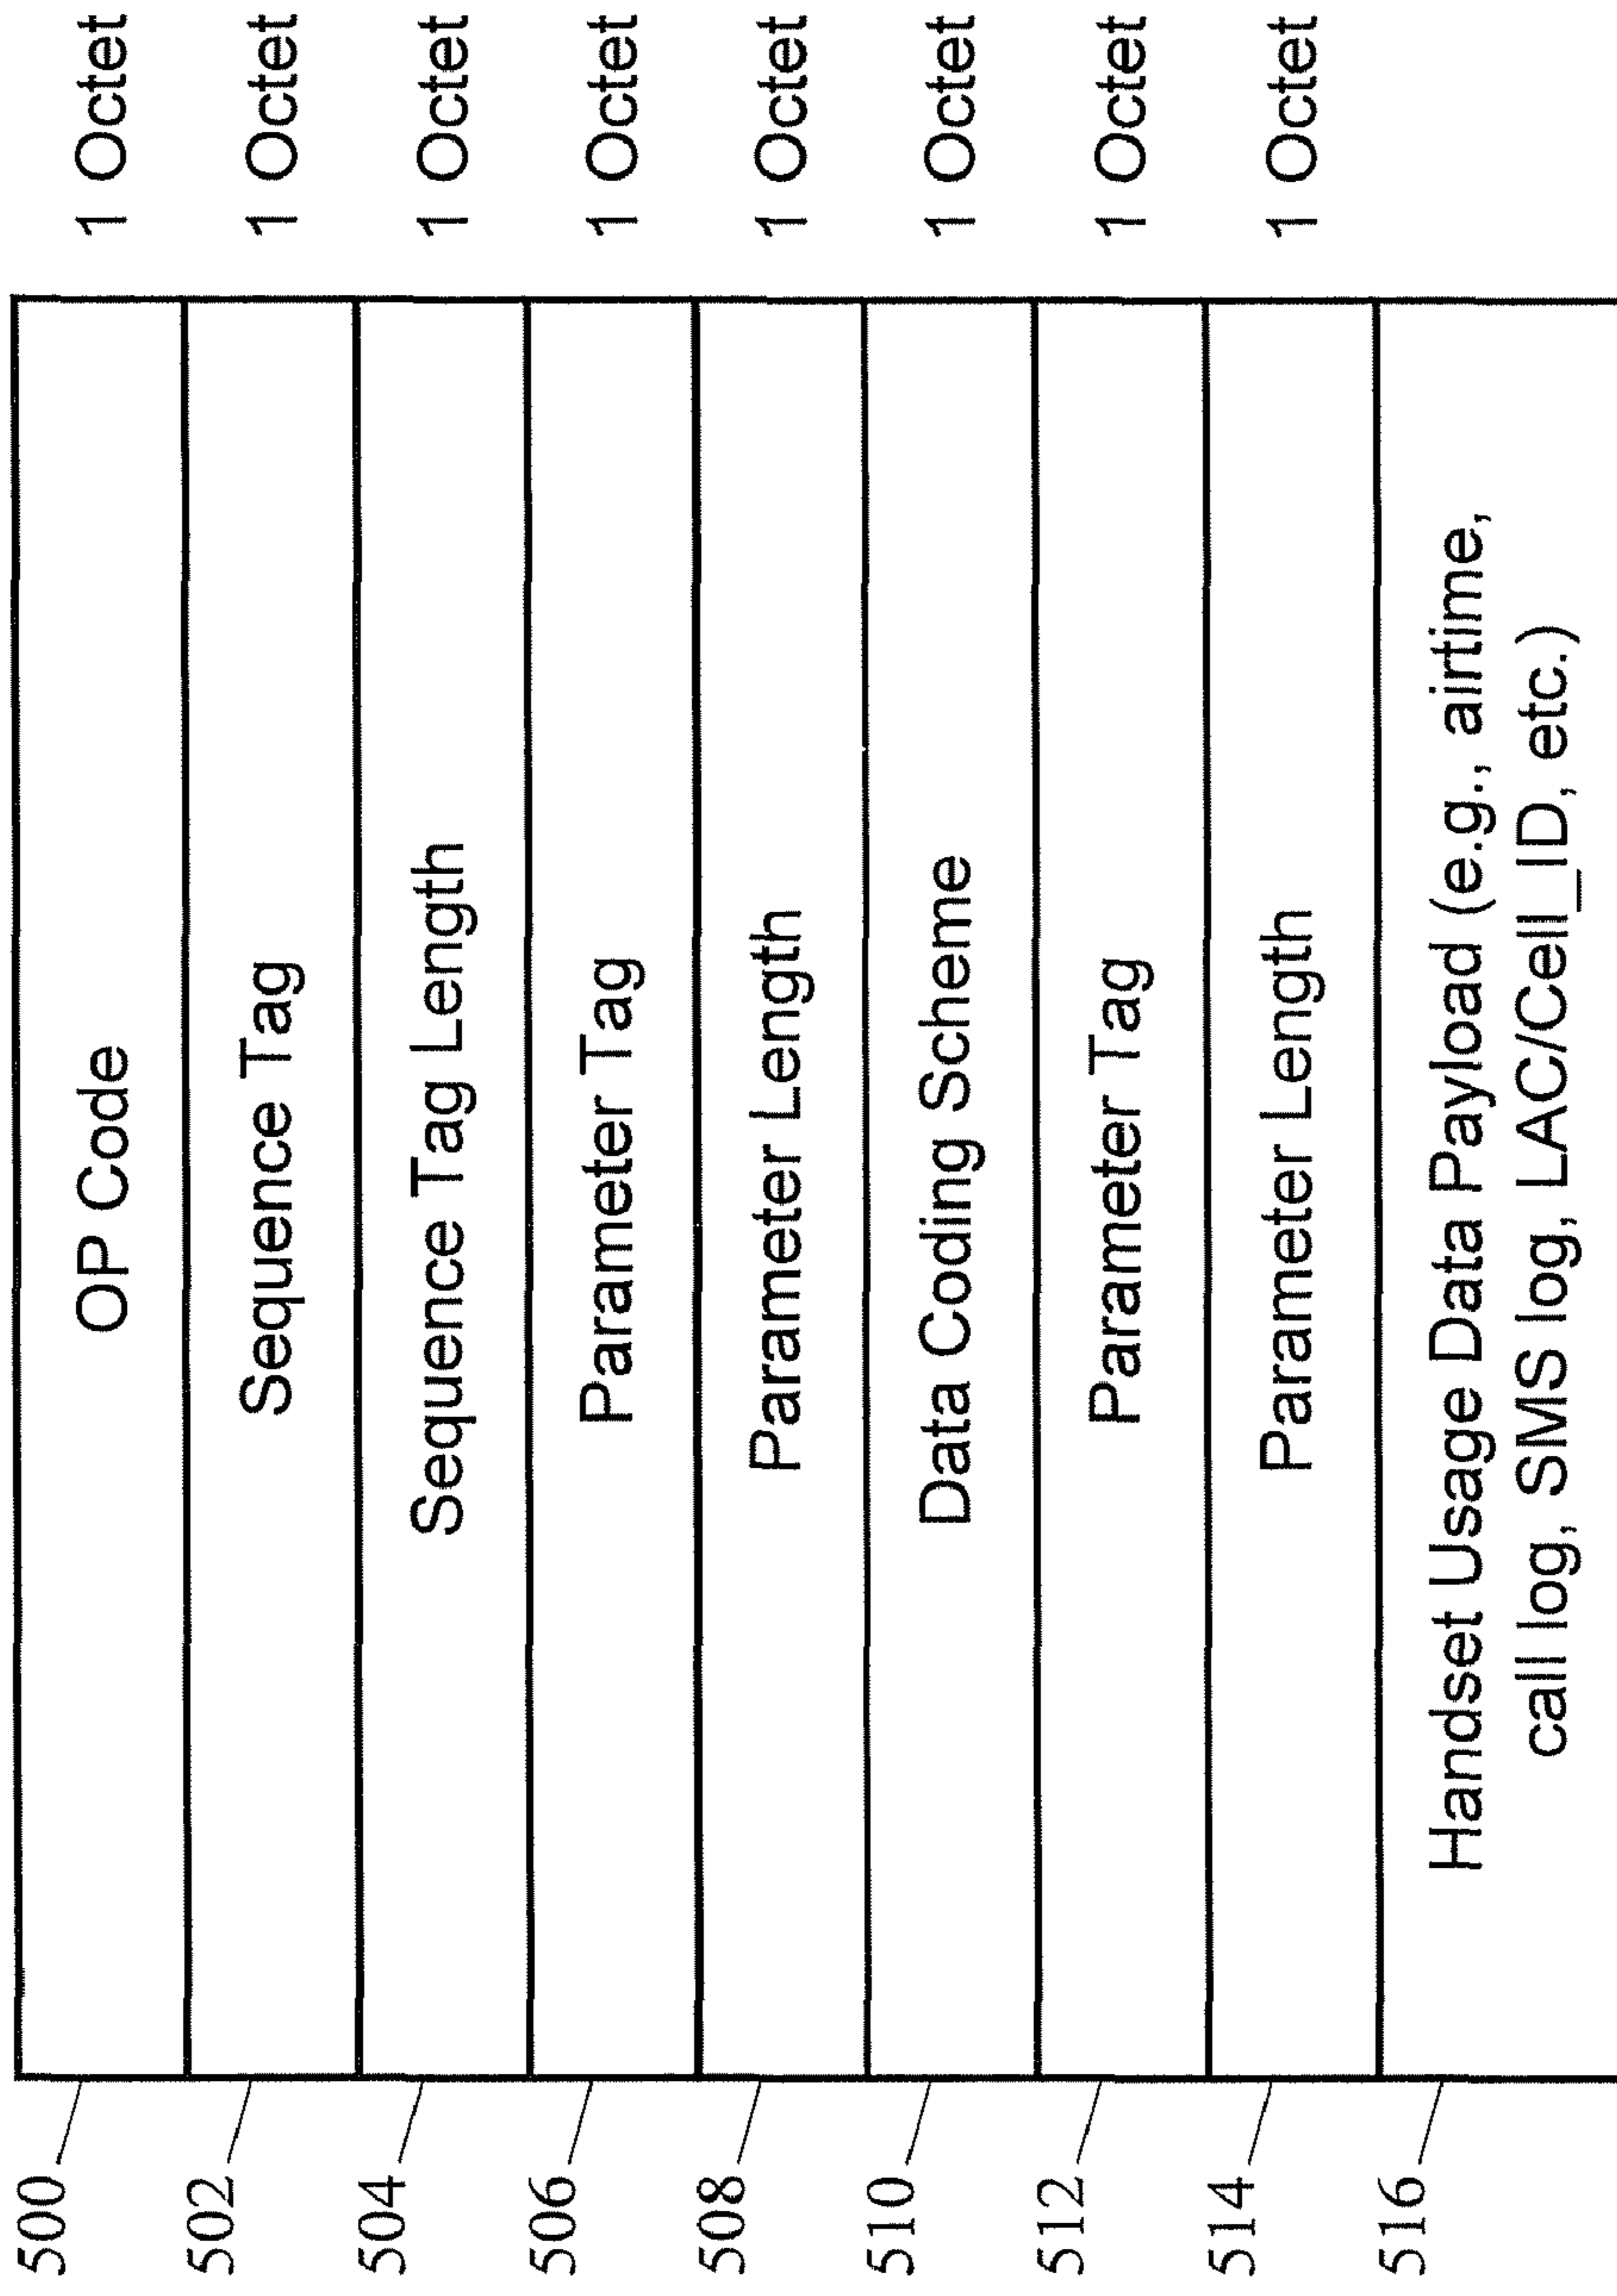 500 OP Code 1 Octet
502 Sequence Tag 1 Octet
504 Sequence Tag Length 1 Octet
506 Parameter Tag 1 Octet
508 Parameter Length 1 Octet
510 Data Coding Scheme 1 Octet
512 Parameter Tag 1 Octet
514 Parameter Length 1 Octet
516 Handset Usage Data Payload (e.g., airtime,
call log, SMS log, LAC/Cell_ID, etc.)